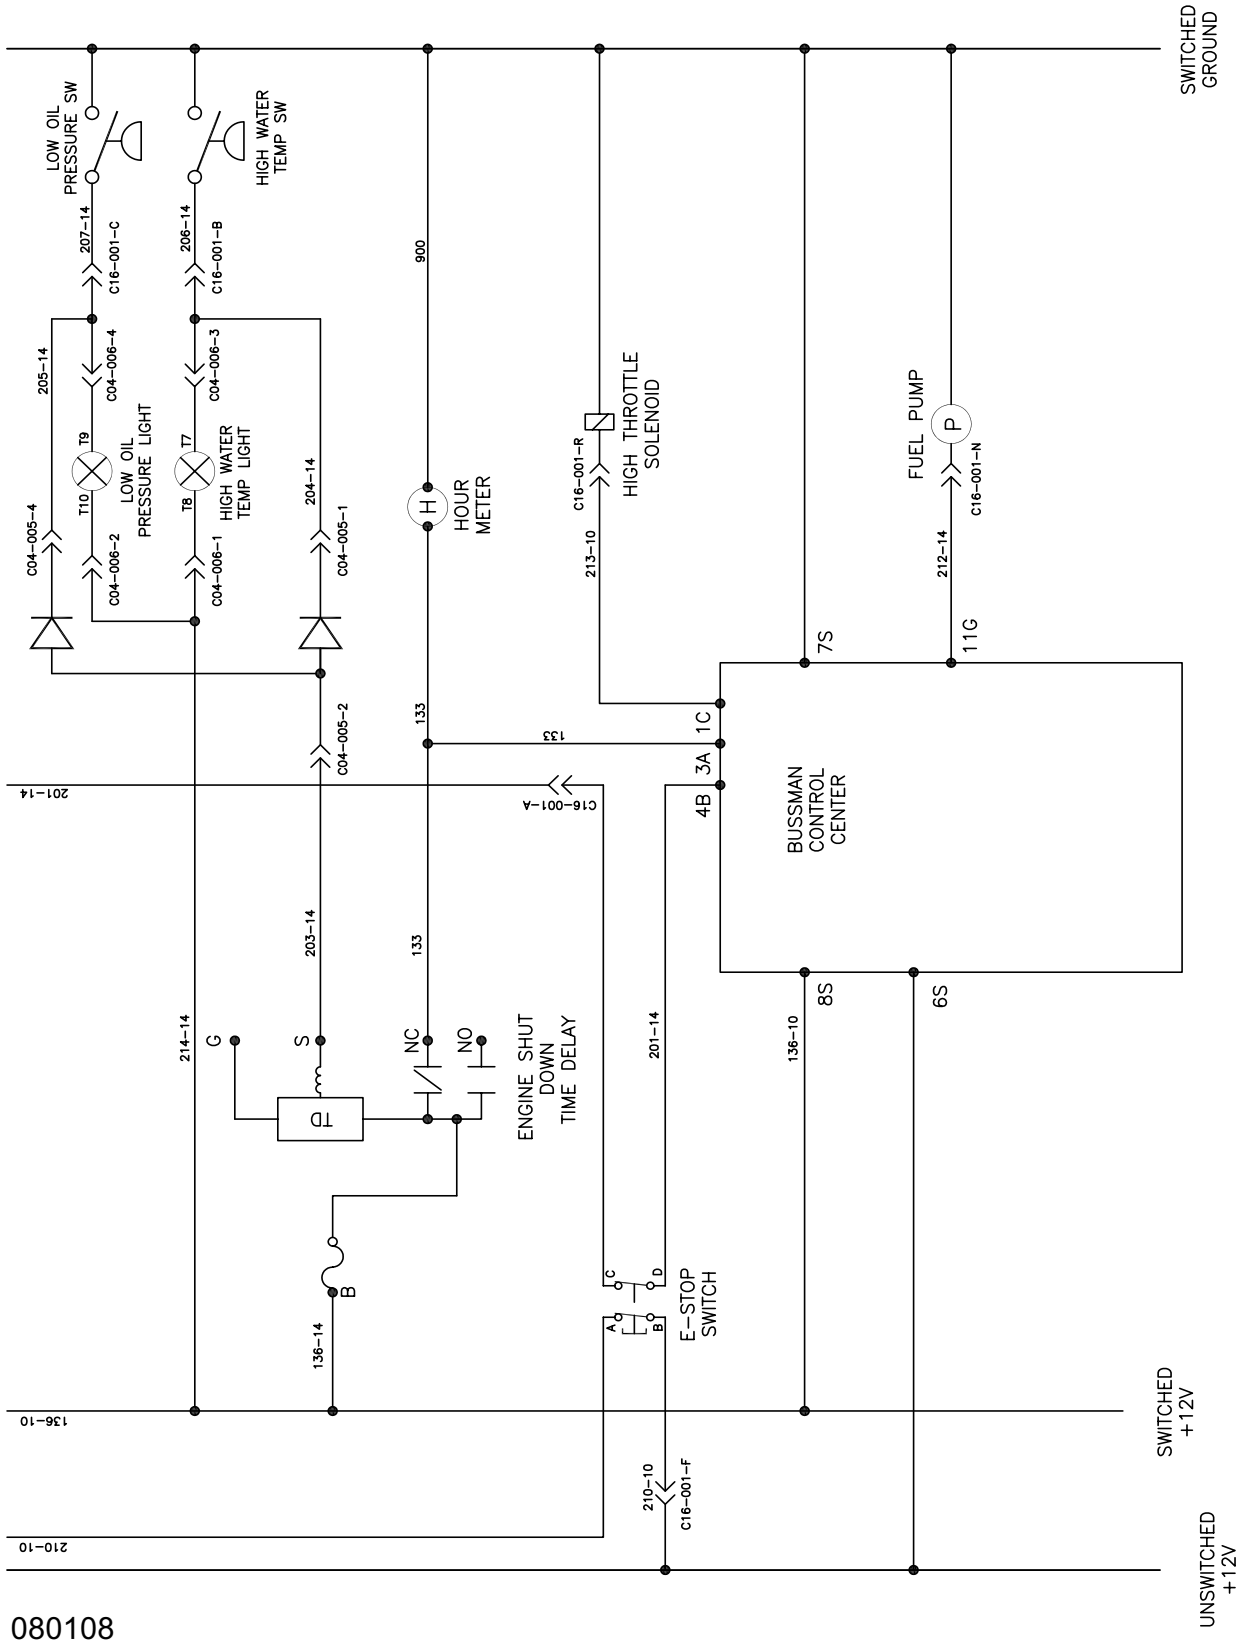 SWITCHED
GROUND
LOW OIL
PRESSURE SW
HIGH WATER
TEMP SW
207-14
C16-001-C
206-14
C16-001-B
900
205-14
C04-006-4
C04-006-3
C04-005-4
T9
T10
LOW OIL
PRESSURE LIGHT
T7
T8
HIGH WATER
TEMP LIGHT
204-14
C04-006-2
C04-006-1
C04-005-1
H
HOUR
METER
C16-001-R
HIGH THROTTLE
SOLENOID
213-10
FUEL PUMP
P
C16-001-N
212-14
7S
11G
201-14
C04-005-2
133
133
C16-001-A
1C
3A
4B
BUSSMAN
CONTROL
CENTER
203-14
133
214-14
G
S
NC
NO
TD
ENGINE SHUT
DOWN
TIME DELAY
201-14
8S
136-10
6S
B
136-14
C
D
A
B
E-STOP
SWITCH
136-10
SWITCHED
+12V
210-10
C16-001-F
210-10
UNSWITCHED
+12V
080108